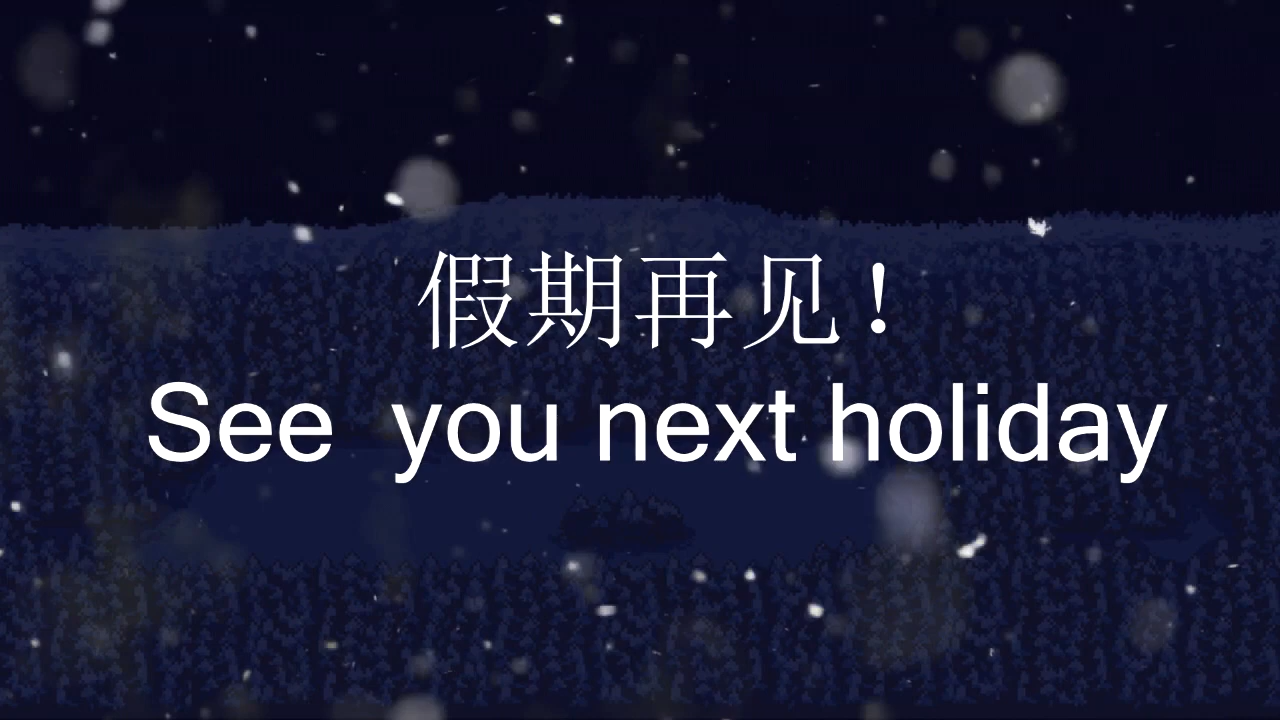 假期再见！
See  you next holiday